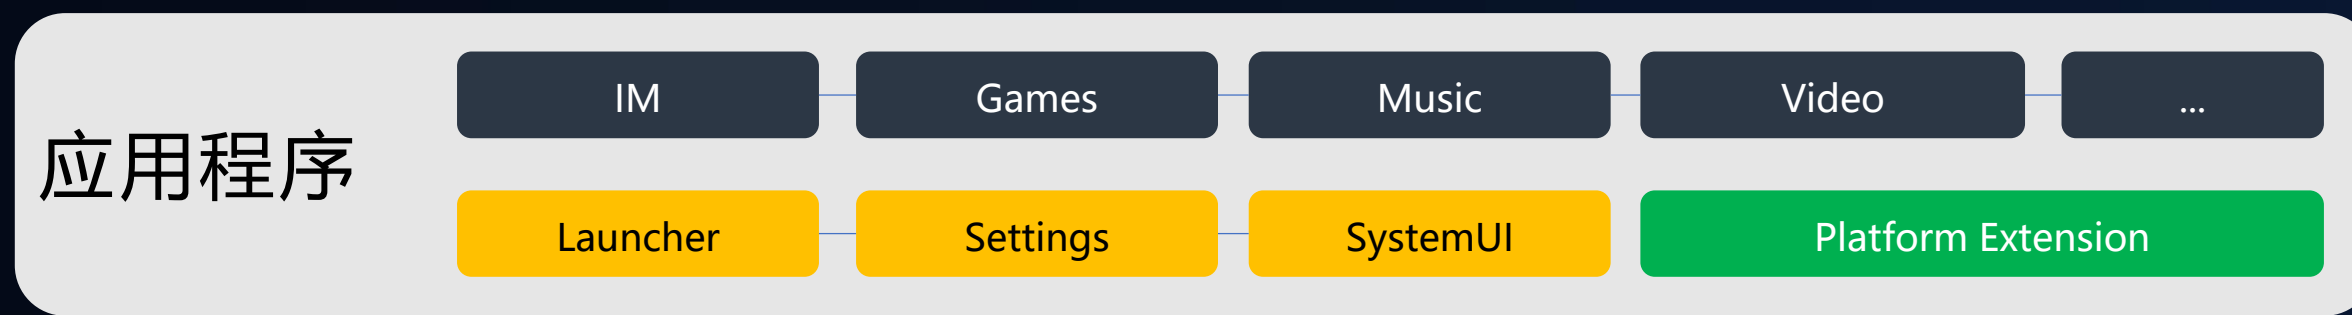 应用程序
IM Games Music Video ...
Launcher Settings SystemUI Platform Extension